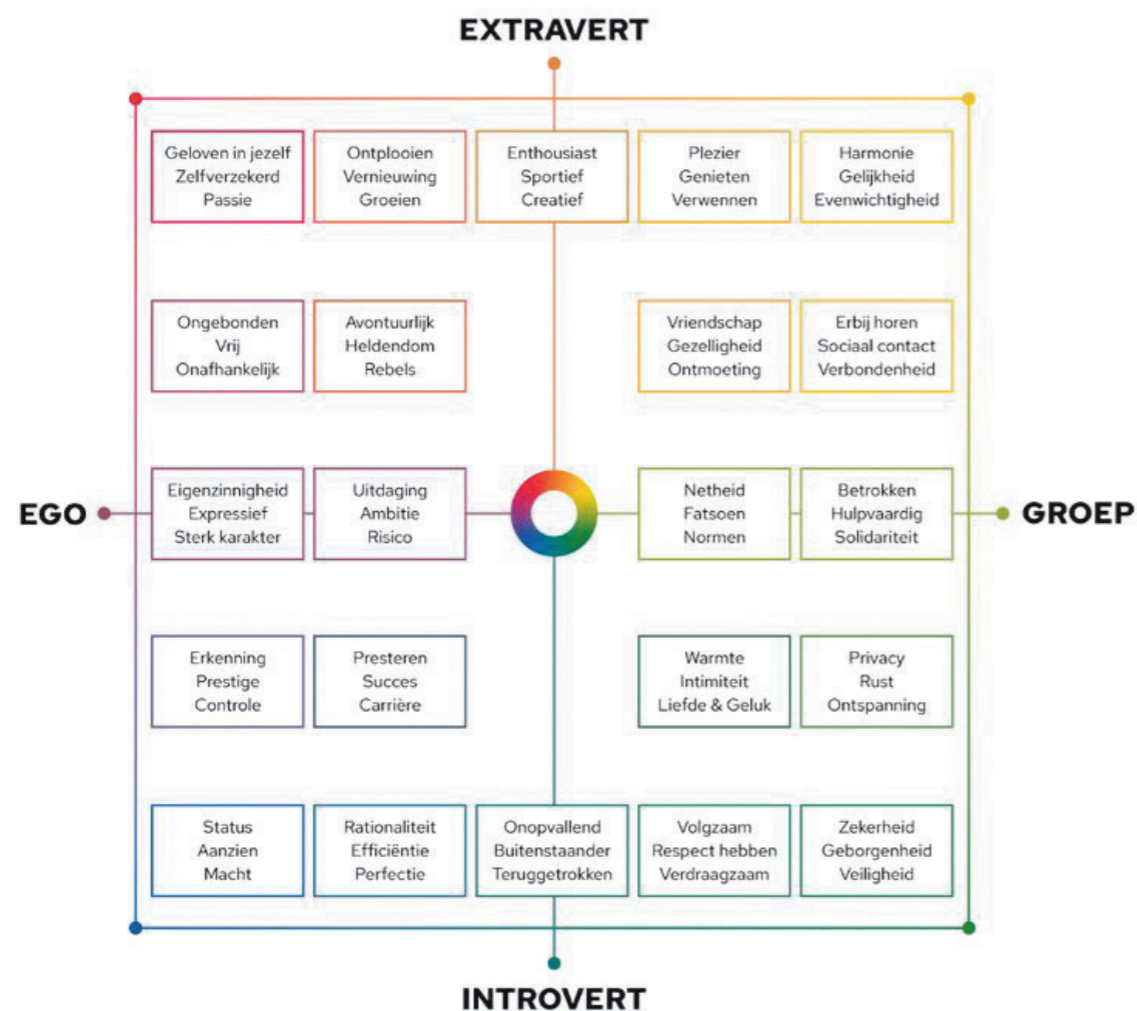 EXTRAVERT
Geloven in jezelf
Zelfverzekerd
Passie
Ontplooien
Vernieuwing
Groeien
Enthousiast
Sportief
Creatief
Plezier
Genieten
Verwennen
Harmonie
Gelijkheid
Evenwichtigheid
Ongebonden
Vrij
Onafhankelijk
Avontuurlijk
Heldendom
Rebels
Vriendschap
Gezelligheid
Ontmoeting
Erbij horen
Sociaal contact
Verbondenheid
EGO
Eigenzinnigheid
Expressief
Sterk karakter
Uitdaging
Ambitie
Risico
Netheid
Fatsoen
Normen
Betrokken
Hulpvaardig
Solidariteit
GROEP
Erkenning
Prestige
Controle
Presteren
Succes
Carrière
Warmte
Intimiteit
Liefde & Geluk
Privacy
Rust
Ontspanning
Status
Aanzien
Macht
Rationaliteit
Efficiëntie
Perfectie
Onopvallend
Buitenstaander
Teruggetrokken
Volgzaam
Respect hebben
Verdraagzaam
Zekerheid
Geborgenheid
Veiligheid
INTROVERT